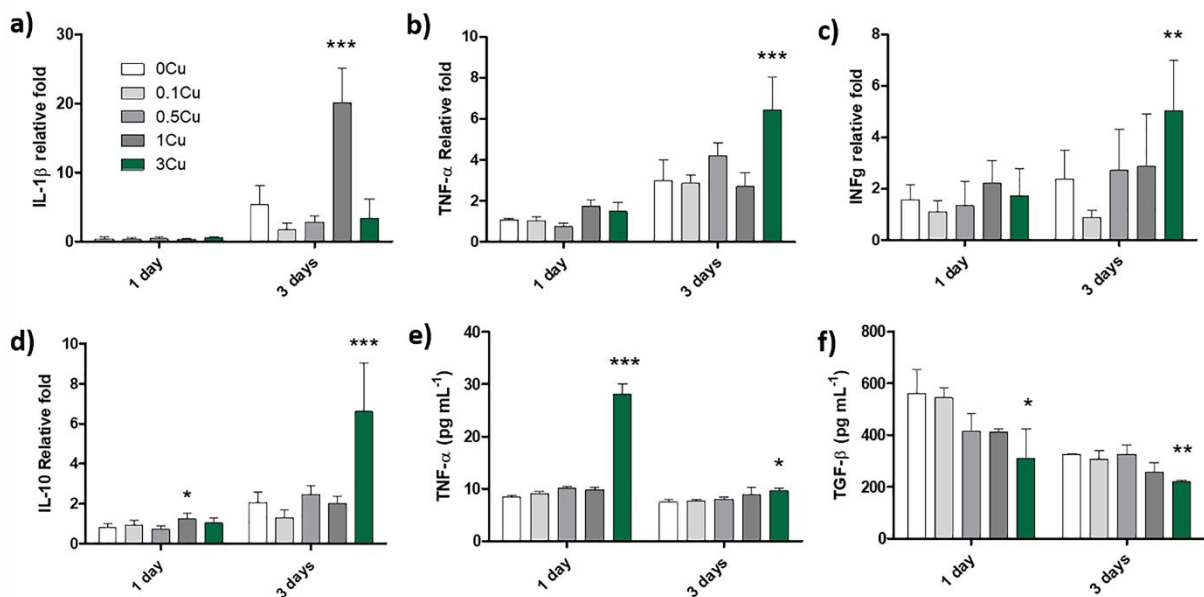 a)
IL-1β relative fold
30
20
10
0
0Cu
0.1Cu
0.5Cu
1Cu
3Cu
***
1 day
3 days
b)
TNF-α Relative fold
10
8
6
4
2
0
***
1 day
3 days
c)
INFg relative fold
8
6
4
2
0
**
1 day
3 days
d)
IL-10 Relative fold
10
8
6
4
2
0
*
***
1 day
3 days
e)
TNF-α (pg mL⁻¹)
40
30
20
10
0
***
*
1 day
3 days
f)
TGF-β (pg mL⁻¹)
800
600
400
200
0
*
**
1 day
3 days